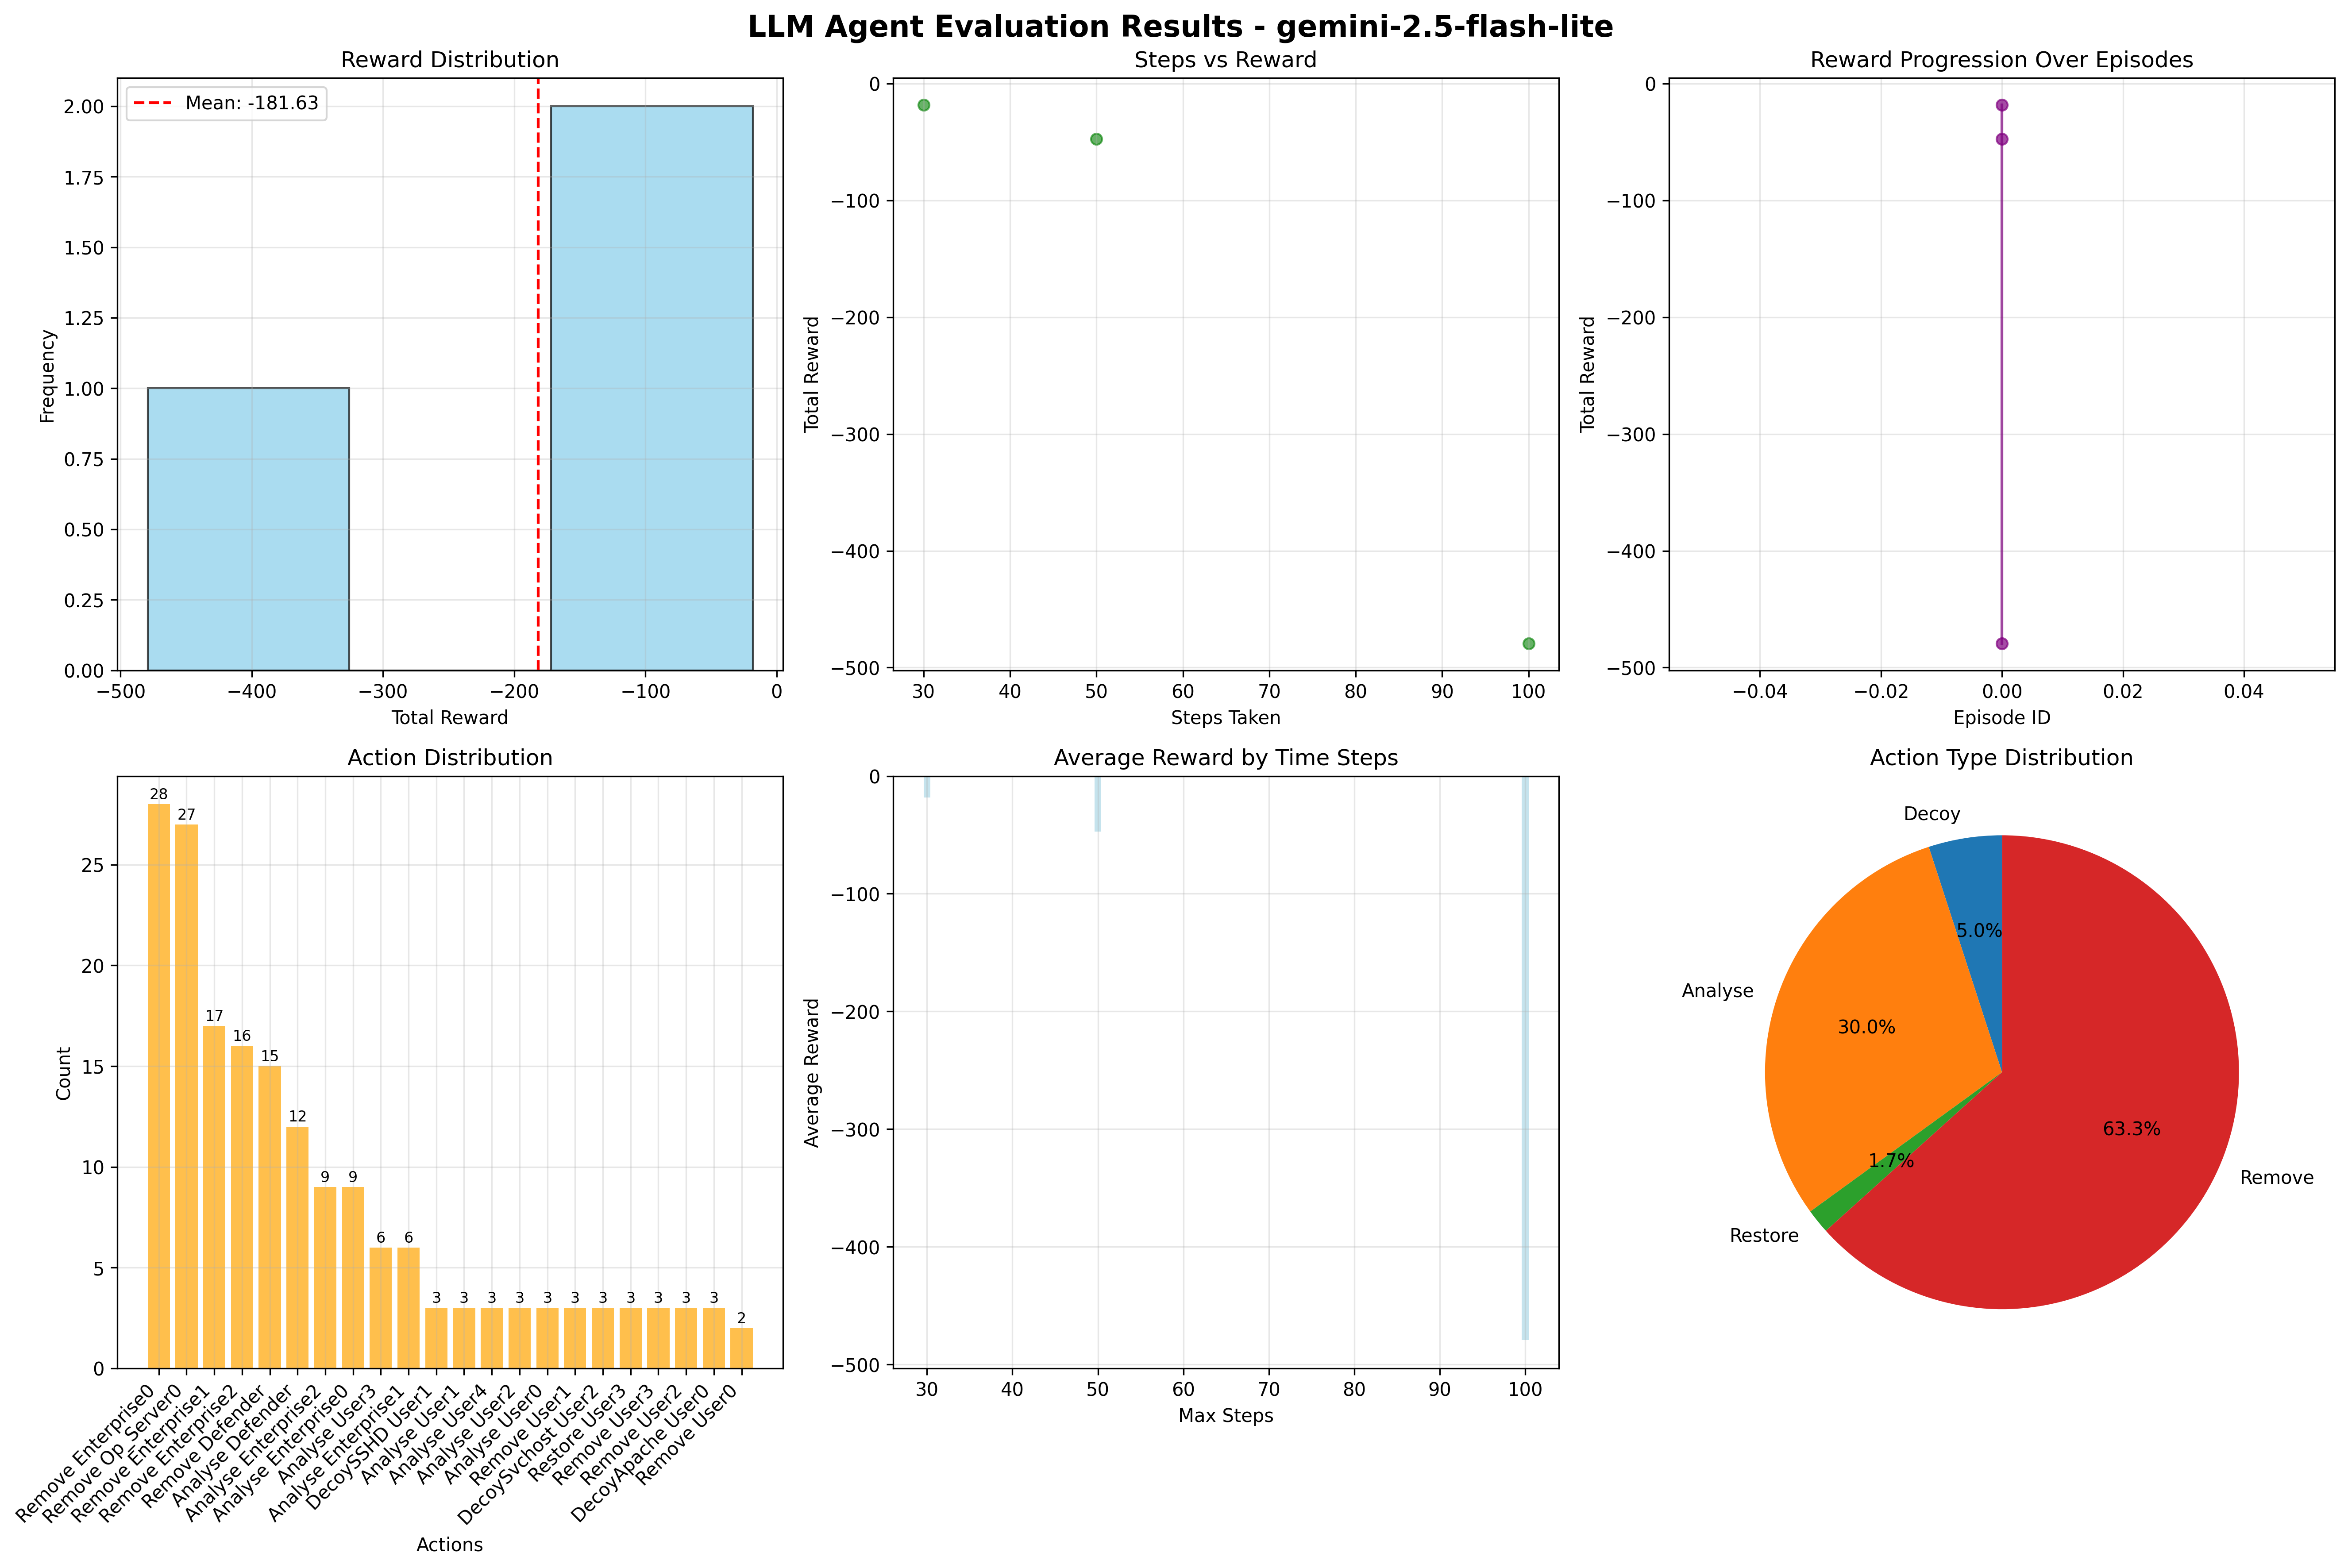 LLM Agent Evaluation Results - gemini-2.5-flash-lite
Reward Distribution
Mean: -181.63
Frequency
2.00
1.75
1.50
1.25
1.00
0.75
0.50
0.25
0.00
−500 −400 −300 −200 −100 0
Total Reward
Steps vs Reward
Total Reward
0
−100
−200
−300
−400
−500
30 40 50 60 70 80 90 100
Steps Taken
Reward Progression Over Episodes
Total Reward
0
−100
−200
−300
−400
−500
−0.04 −0.02 0.00 0.02 0.04
Episode ID
Action Distribution
Count
25
20
15
10
5
0
28 27 17 16 15 12 9 9 6 6 3 3 3 3 3 3 3 3 3 3 3 2
Remove Enterprise0
Remove Op_Server0
Remove Enterprise1
Remove Enterprise2
Remove Defender
Analyse Defender
Analyse Enterprise2
Analyse Enterprise0
Analyse User3
Analyse Enterprise1
DecoySSHD User1
Analyse User1
Analyse User4
Analyse User2
Analyse User0
Remove User1
DecoySvchost User2
Restore User3
Remove User3
Remove User2
DecoyApache User0
Remove User0
Actions
Average Reward by Time Steps
Average Reward
0
−100
−200
−300
−400
−500
30 40 50 60 70 80 90 100
Max Steps
Action Type Distribution
Decoy
5.0%
Analyse
30.0%
Restore
1.7%
Remove
63.3%